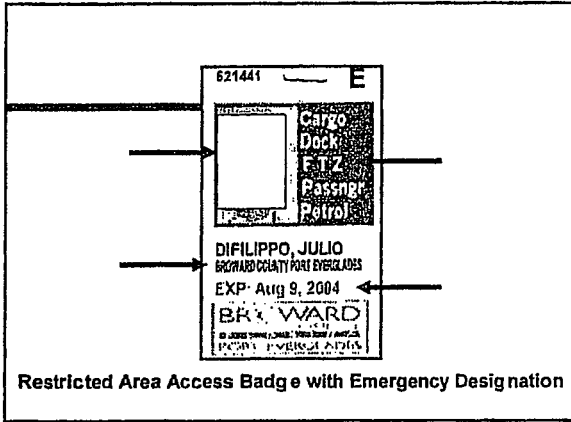 621441 E
Cargo
Dock
FTZ
Passngr
Petrol
DIFILIPPO, JULIO
BROWARD COUNTY PORT EVERGLADES
EXP: Aug 9, 2004
BROWARD
PORT EVERGLADES
Restricted Area Access Badge with Emergency Designation